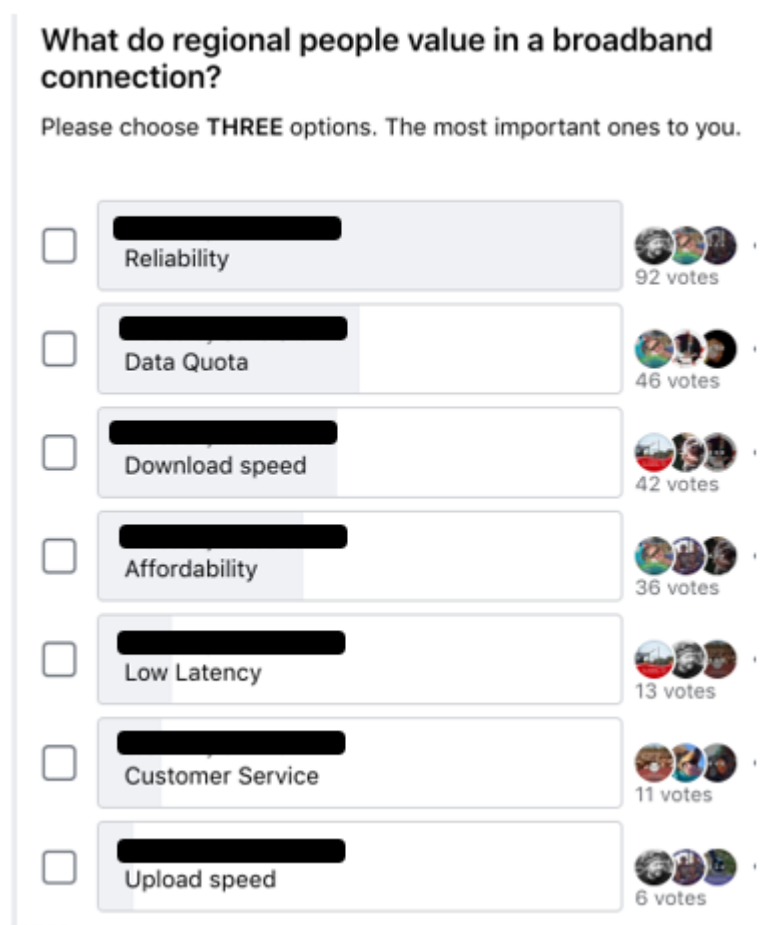 What do regional people value in a broadband
connection?
Please choose THREE options. The most important ones to you.
Reliability
92 votes
Data Quota
46 votes
Download speed
42 votes
Affordability
36 votes
Low Latency
13 votes
Customer Service
11 votes
Upload speed
6 votes